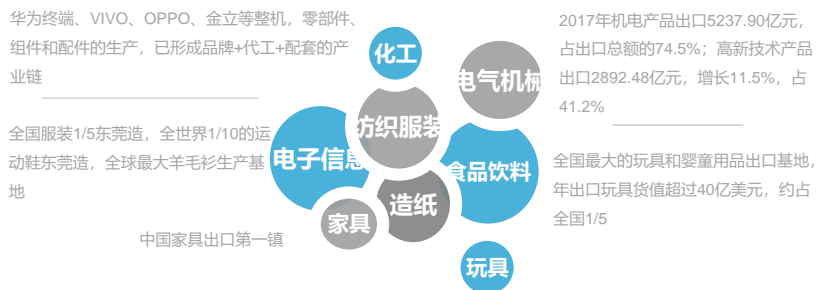 华为终端、VIVO、OPPO、金立等整机，零部件、
组件和配件的生产，已形成品牌+代工+配套的产
业链
全国服装1/5东莞造，全世界1/10的运
动鞋东莞造，全球最大羊毛衫生产基
地
中国家具出口第一镇
化工
电气机械
纺织服装
电子信息
食品饮料
造纸
家具
玩具
2017年机电产品出口5237.90亿元，
占出口总额的74.5%；高新技术产品
出口2892.48亿元，增长11.5%，占
41.2%
全国最大的玩具和婴童用品出口基地，
年出口玩具货值超过40亿美元，约占
全国1/5